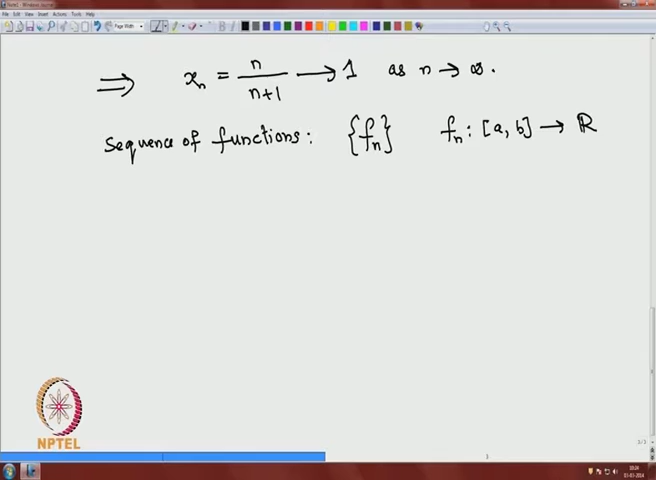 ⟹ xₙ = n/(n+1) ⟶ 1 as n → ∞.
Sequence of functions: {fₙ} fₙ : [a, b] ⟶ ℝ
NPTEL